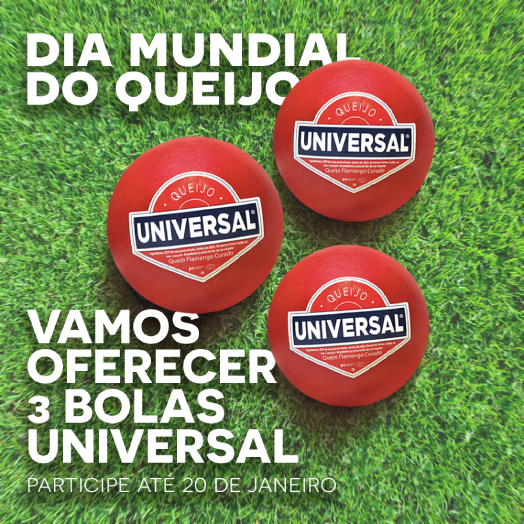 DIA MUNDIAL
DO QUEIJO
QUEIJO
UNIVERSAL®
Queijo Flamengo Curado
QUEIJO
UNIVERSAL®
Queijo Flamengo Curado
QUEIJO
UNIVERSAL®
Queijo Flamengo Curado
VAMOS
OFERECER
3 BOLAS
UNIVERSAL
PARTICIPE ATÉ 20 DE JANEIRO